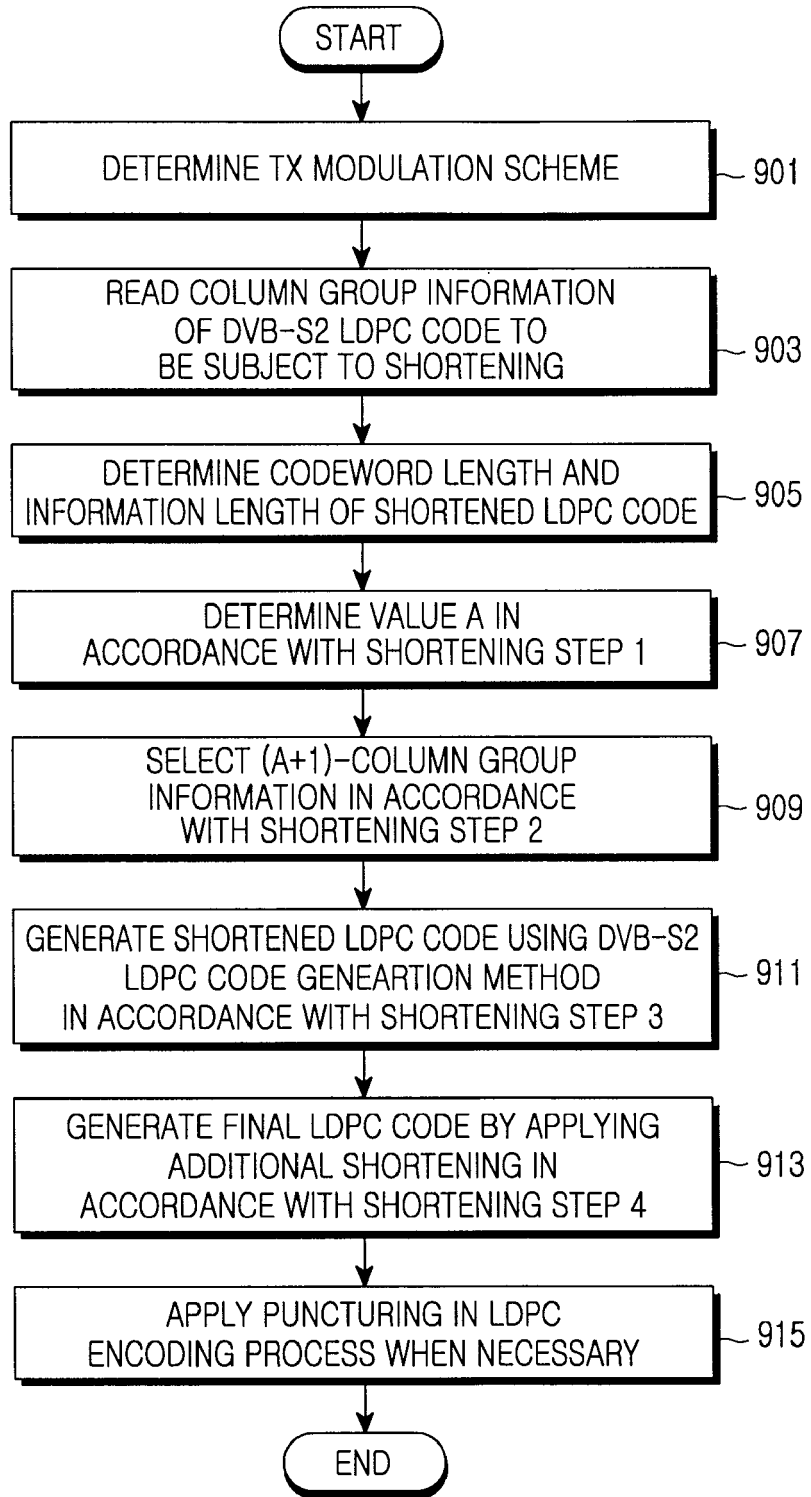 START
DETERMINE TX MODULATION SCHEME
901
READ COLUMN GROUP INFORMATION
OF DVB-S2 LDPC CODE TO
BE SUBJECT TO SHORTENING
903
DETERMINE CODEWORD LENGTH AND
INFORMATION LENGTH OF SHORTENED LDPC CODE
905
DETERMINE VALUE A IN
ACCORDANCE WITH SHORTENING STEP 1
907
SELECT (A+1)-COLUMN GROUP
INFORMATION IN ACCORDANCE
WITH SHORTENING STEP 2
909
GENERATE SHORTENED LDPC CODE USING DVB-S2
LDPC CODE GENEARTION METHOD
IN ACCORDANCE WITH SHORTENING STEP 3
911
GENERATE FINAL LDPC CODE BY APPLYING
ADDITIONAL SHORTENING IN
ACCORDANCE WITH SHORTENING STEP 4
913
APPLY PUNCTURING IN LDPC
ENCODING PROCESS WHEN NECESSARY
915
END